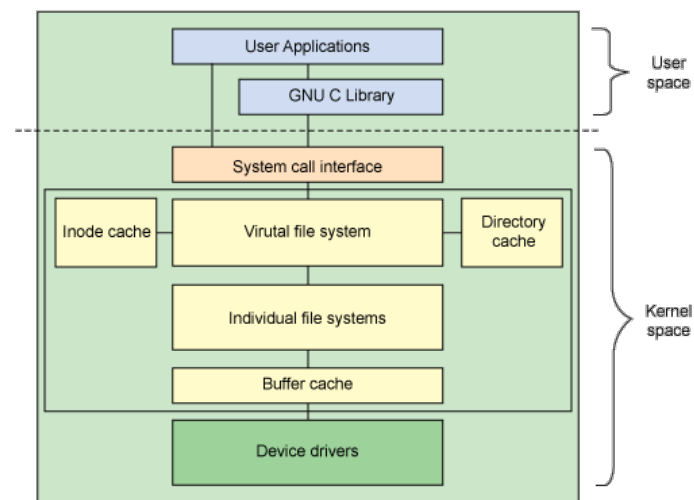 User Applications
User
space
GNU C Library
System call interface
Inode cache
Virutal file system
Directory
cache
Individual file systems
Kernel
space
Buffer cache
Device drivers